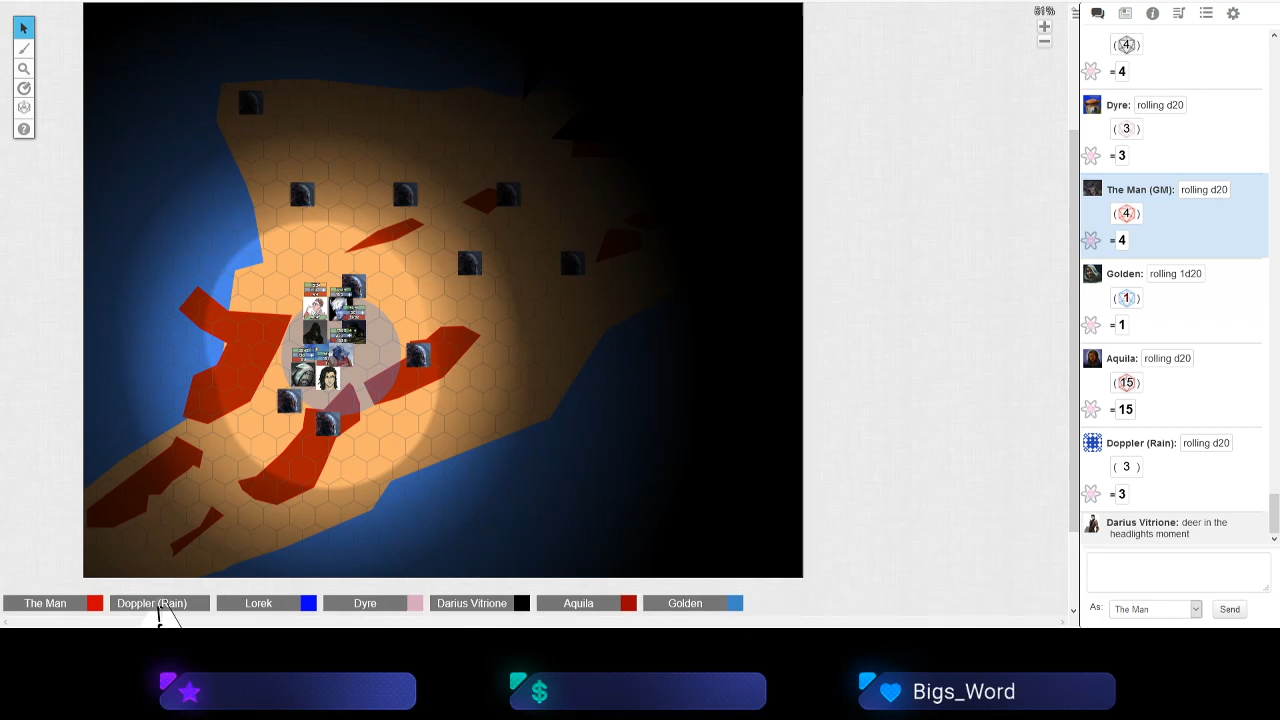 51%
(4)
= 4
Dyre: rolling d20
(3)
= 3
The Man (GM): rolling d20
(4)
= 4
Golden: rolling 1d20
(1)
= 1
Aquila: rolling d20
(15)
= 15
Doppler (Rain): rolling d20
( 3 )
= 3
Darius Vitrione: deer in the
headlights moment
As: The Man Send
The Man Doppler (Rain) Lorek Dyre Darius Vitrione Aquila Golden
$ Bigs_Word